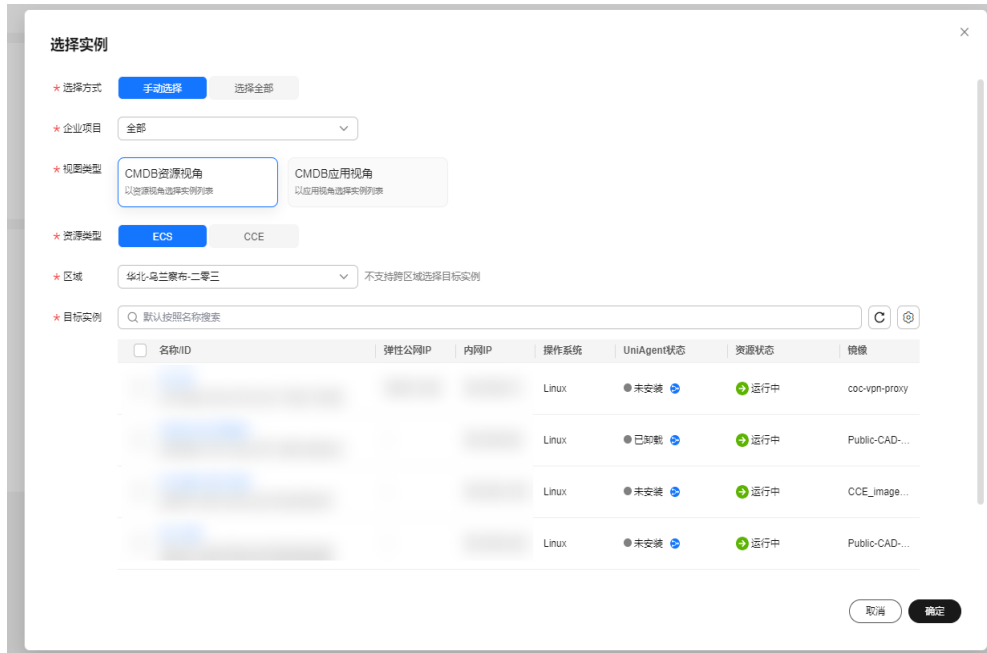 选择实例
* 选择方式 手动选择 选择全部
* 企业项目 全部
* 视图类型 CMDB资源视角 CMDB应用视角
以资源视角选择实例列表 以应用视角选择实例列表
* 资源类型 ECS CCE
* 区域 华北-乌兰察布-二零三 不支持跨区域选择目标实例
* 目标实例 默认按照名称搜索
名称/ID 弹性公网IP 内网IP 操作系统 UniAgent状态 资源状态 镜像
Linux 未安装 运行中 coc-vpn-proxy
Linux 已卸载 运行中 Public-CAD-...
Linux 未安装 运行中 CCE_image...
Linux 未安装 运行中 Public-CAD-...
取消 确定